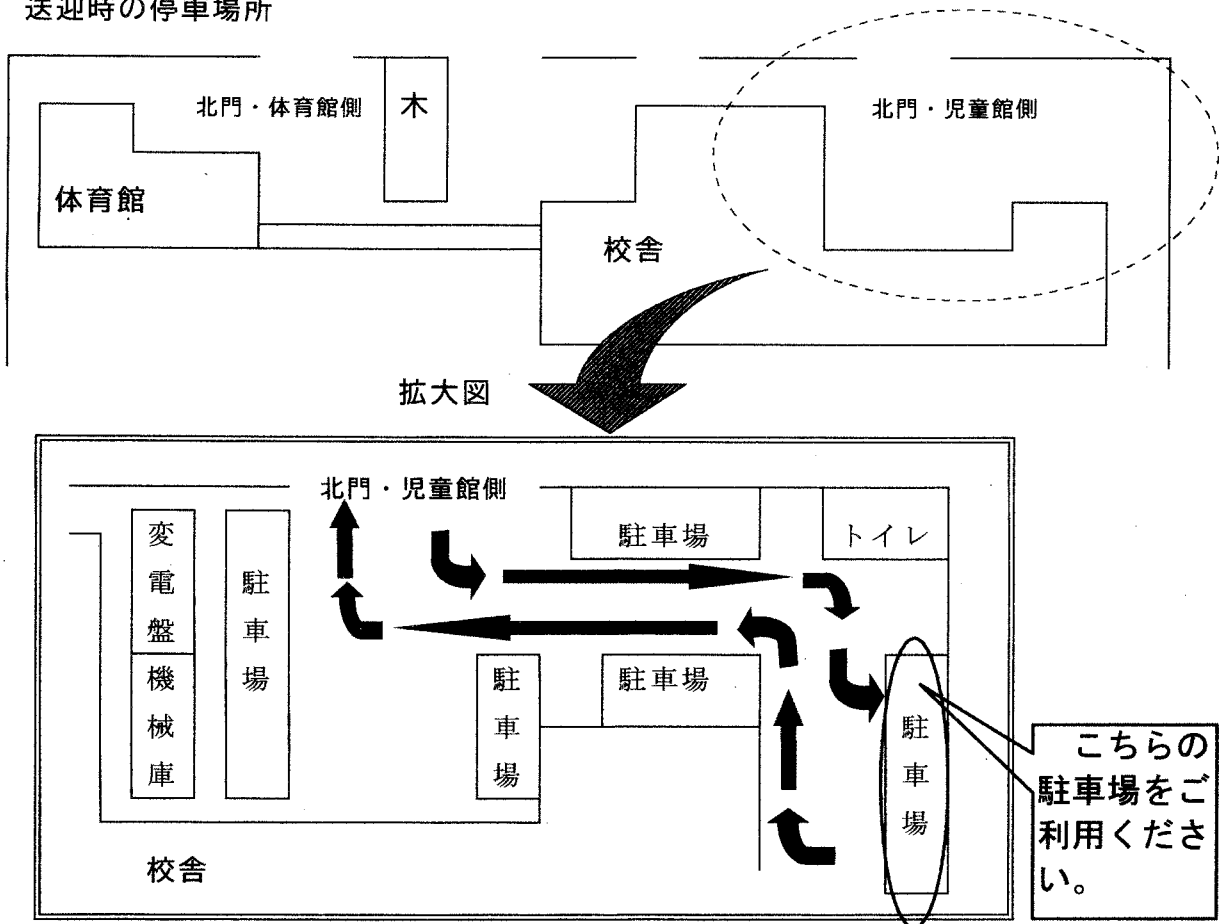 送迎時の停車場所
北門・体育館側
木
北門・児童館側
体育館
校舎
拡大図
北門・児童館側
変電盤
駐車場
駐車場
トイレ
機械庫
駐車場
駐車場
駐車場
校舎
こちらの
駐車場をご
利用くださ
い。